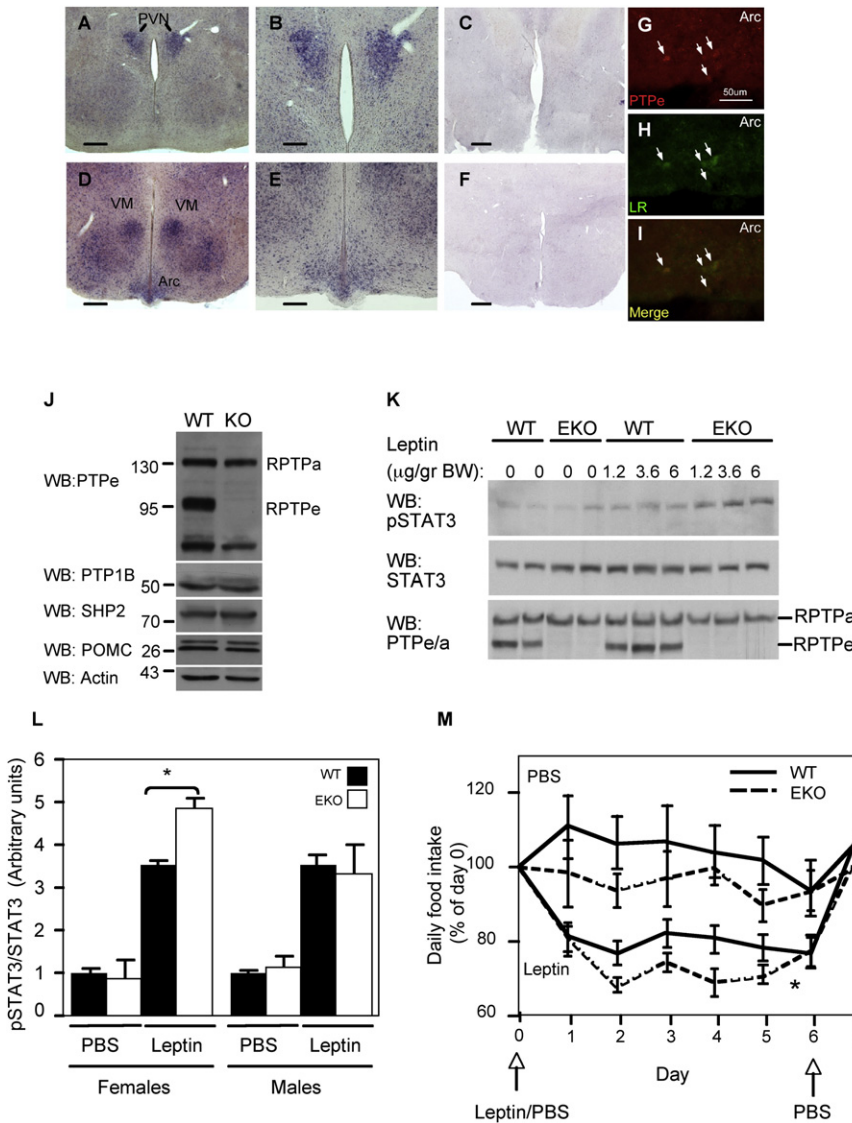 A PVN
B
C
G Arc
50um
PTPe
H Arc
LR
I Arc
Merge
D
VM VM
Arc
E
F
J
WT KO
WB:PTPe
130
95
RPTPa
RPTPe
WB: PTP1B
50
WB: SHP2
70
WB: POMC
26
43
WB: Actin
K
WT EKO WT EKO
Leptin
(μg/gr BW): 0 0 0 0 1.2 3.6 6 1.2 3.6 6
WB:
pSTAT3
WB:
STAT3
WB:
PTPe/a
RPTPa
RPTPe
L
pSTAT3/STAT3 (Arbitrary units)
6
5
4
3
2
1
0
*
WT
EKO
PBS Leptin PBS Leptin
Females Males
M
Daily food intake
(% of day 0)
120
100
80
60
PBS
WT
EKO
Leptin
*
0 1 2 3 4 5 6
Day
Leptin/PBS PBS